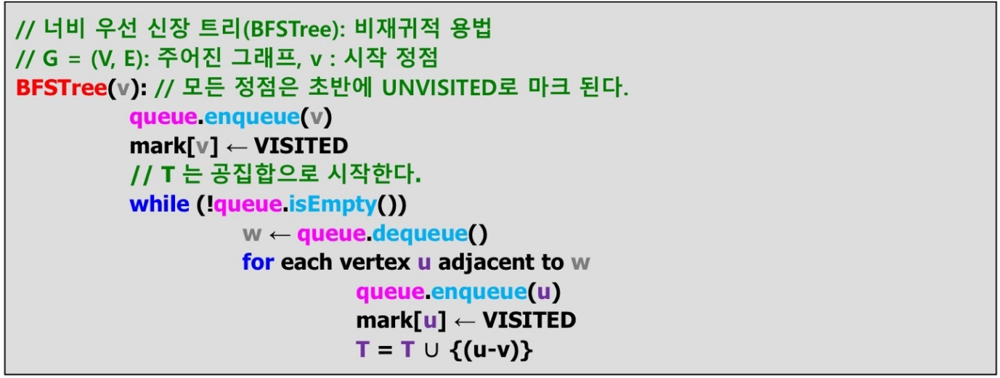 // 너비 우선 신장 트리(BFSTree): 비재귀적 용법
// G = (V, E): 주어진 그래프, v : 시작 정점
BFSTree(v): // 모든 정점은 초반에 UNVISITED로 마크 된다.
queue.enqueue(v)
mark[v] ← VISITED
// T 는 공집합으로 시작한다.
while (!queue.isEmpty())
w ← queue.dequeue()
for each vertex u adjacent to w
queue.enqueue(u)
mark[u] ← VISITED
T = T ∪ {(u-v)}